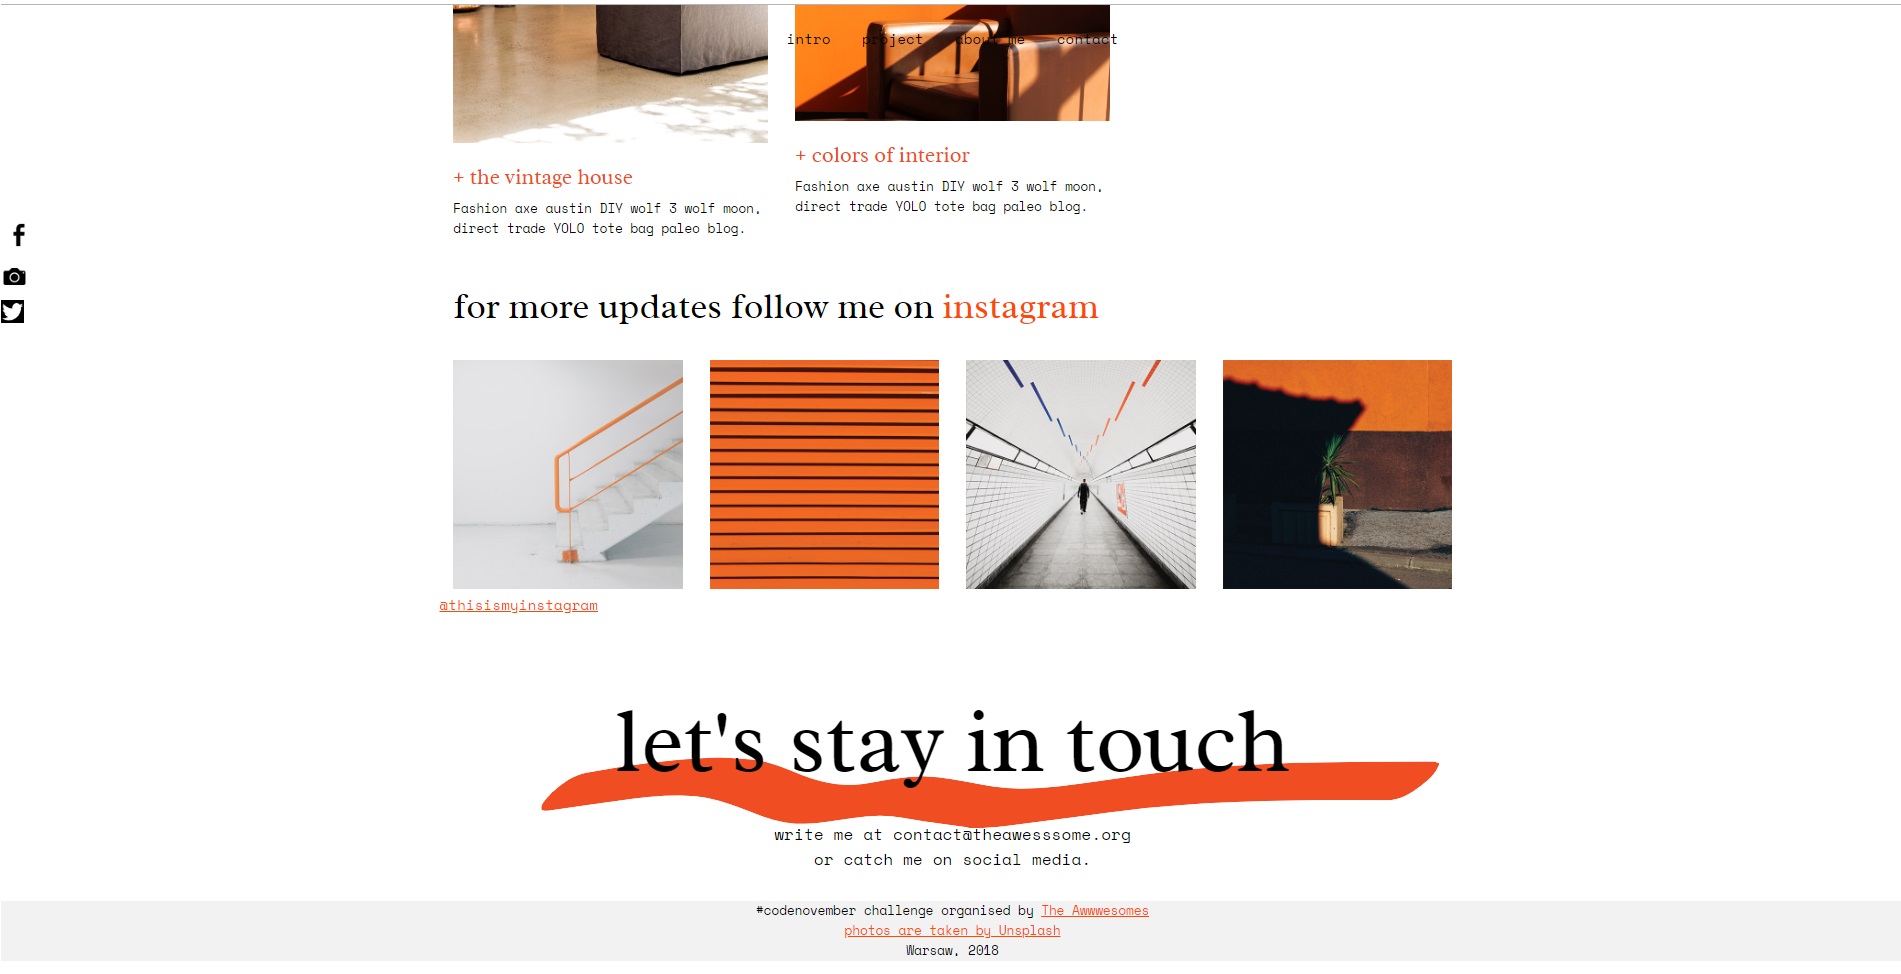 intro project about me contact
+ the vintage house
Fashion axe austin DIY wolf 3 wolf moon,
direct trade YOLO tote bag paleo blog.
+ colors of interior
Fashion axe austin DIY wolf 3 wolf moon,
direct trade YOLO tote bag paleo blog.
for more updates follow me on instagram
@thisismyinstagram
let's stay in touch
write me at contact@theawesssome.org
or catch me on social media.
#codenovember challenge organised by The Awwwesomes
photos are taken by Unsplash
Warsaw, 2018